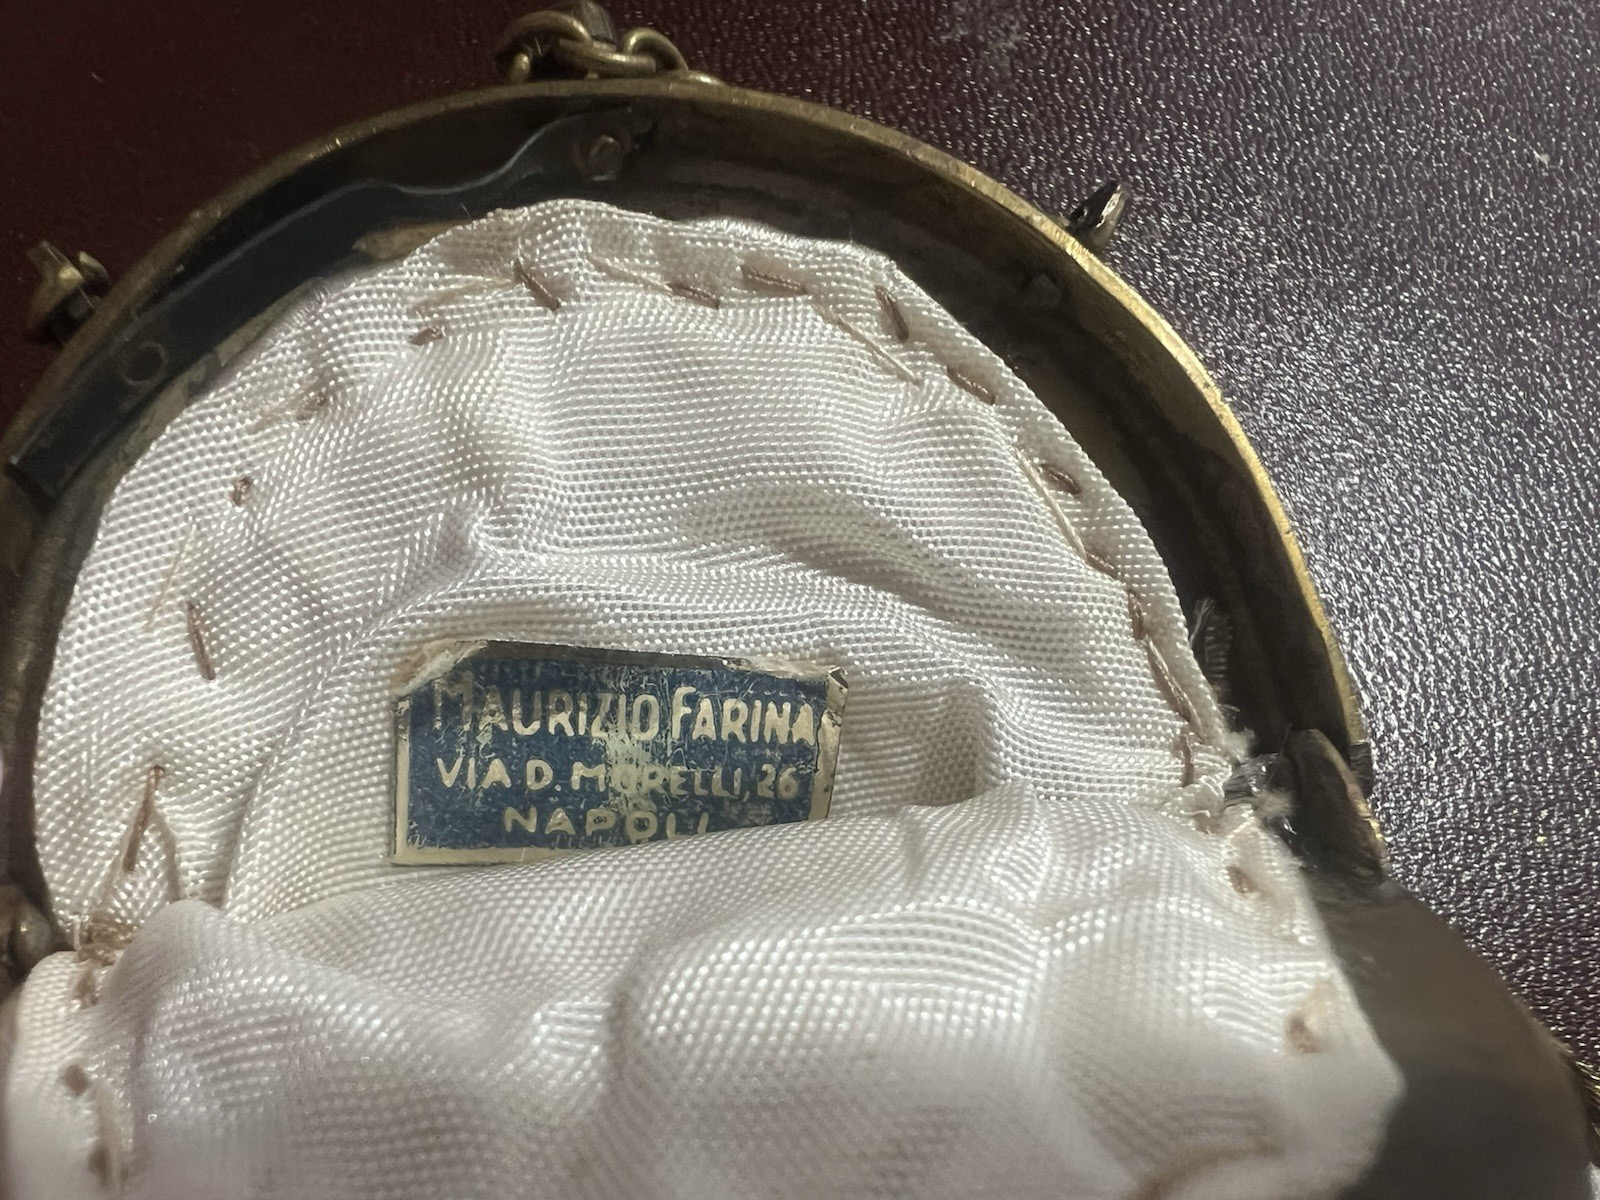 MAURIZIO FARINA
VIA D. MORELLI, 26
NAPOLI